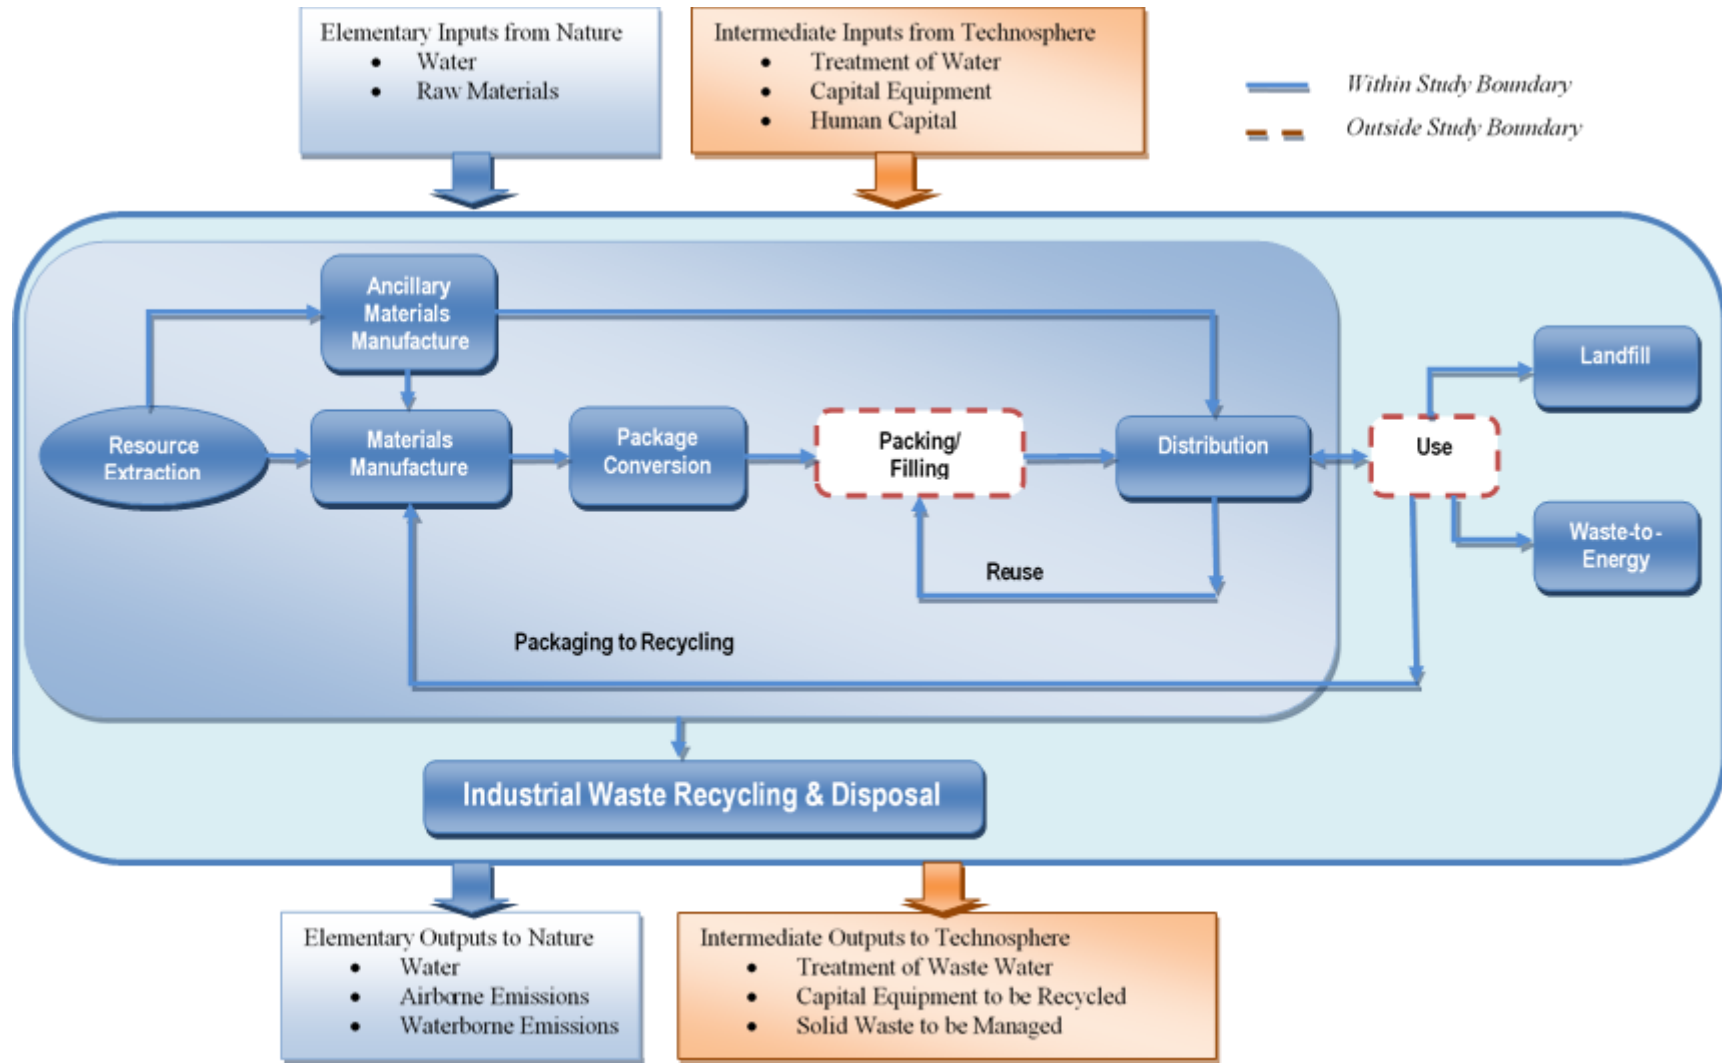 Elementary Inputs from Nature
• Water
• Raw Materials
Intermediate Inputs from Technosphere
• Treatment of Water
• Capital Equipment
• Human Capital
Within Study Boundary
Outside Study Boundary
Ancillary
Materials
Manufacture
Resource
Extraction
Materials
Manufacture
Package
Conversion
Packing/
Filling
Distribution
Use
Landfill
Waste-to-
Energy
Reuse
Packaging to Recycling
Industrial Waste Recycling & Disposal
Elementary Outputs to Nature
• Water
• Airborne Emissions
• Waterborne Emissions
Intermediate Outputs to Technosphere
• Treatment of Waste Water
• Capital Equipment to be Recycled
• Solid Waste to be Managed